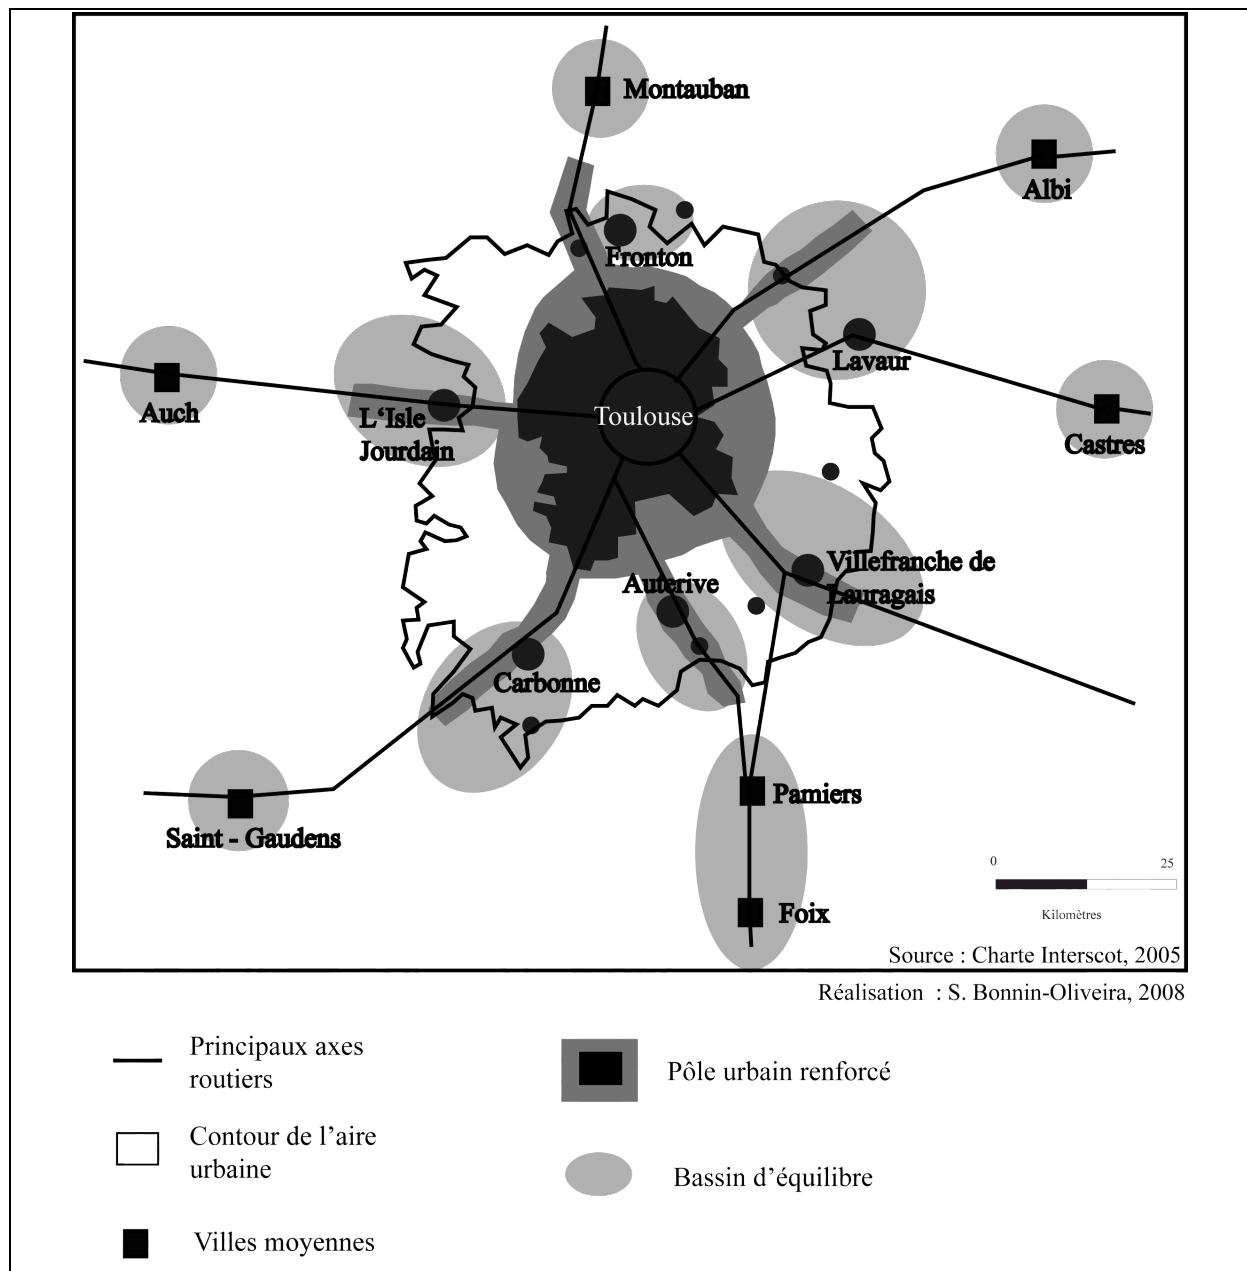 Montauban
Albi
Fronton
Lavaur
Auch
L‘Isle
Jourdain
Toulouse
Castres
Villefranche de
Lauragais
Auterive
Carbonne
Saint - Gaudens
Pamiers
Foix
0 25
Kilomètres
Source : Charte Interscot, 2005
Réalisation : S. Bonnin-Oliveira, 2008
Principaux axes
routiers
Pôle urbain renforcé
Contour de l’aire
urbaine
Bassin d’équilibre
Villes moyennes